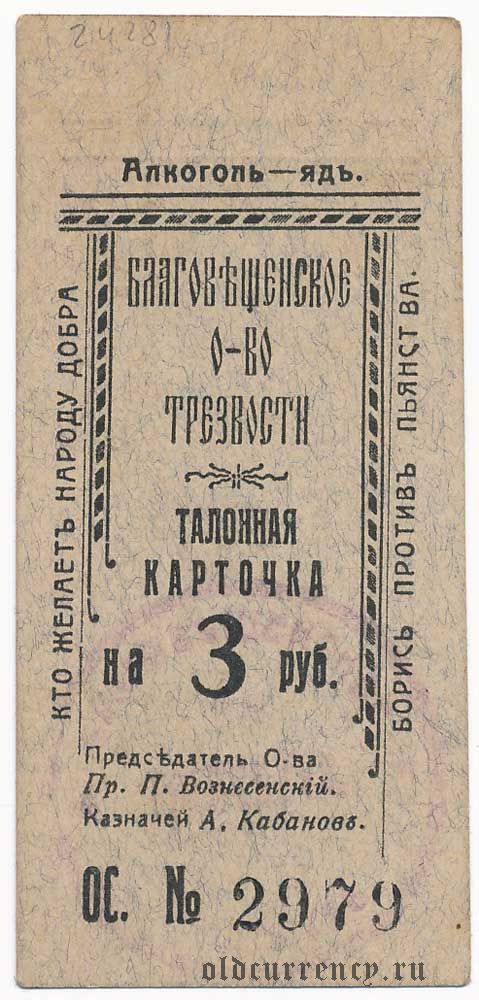 24281
Алкоголь—ядъ.
КТО ЖЕЛАЕТЪ НАРОДУ ДОБРА
БЛАГОВѢЩЕНСКОЕ
О-ВО
ТРЕЗВОСТИ
ТАЛОННАЯ
КАРТОЧКА
на 3 руб.
БОРИСЬ ПРОТИВЪ ПЬЯНСТВА.
Предсѣдатель О-ва
Пр. П. Вознесенскій.
Казначей А. Кабановъ.
ОС. № 2979
oldcurrency.ru